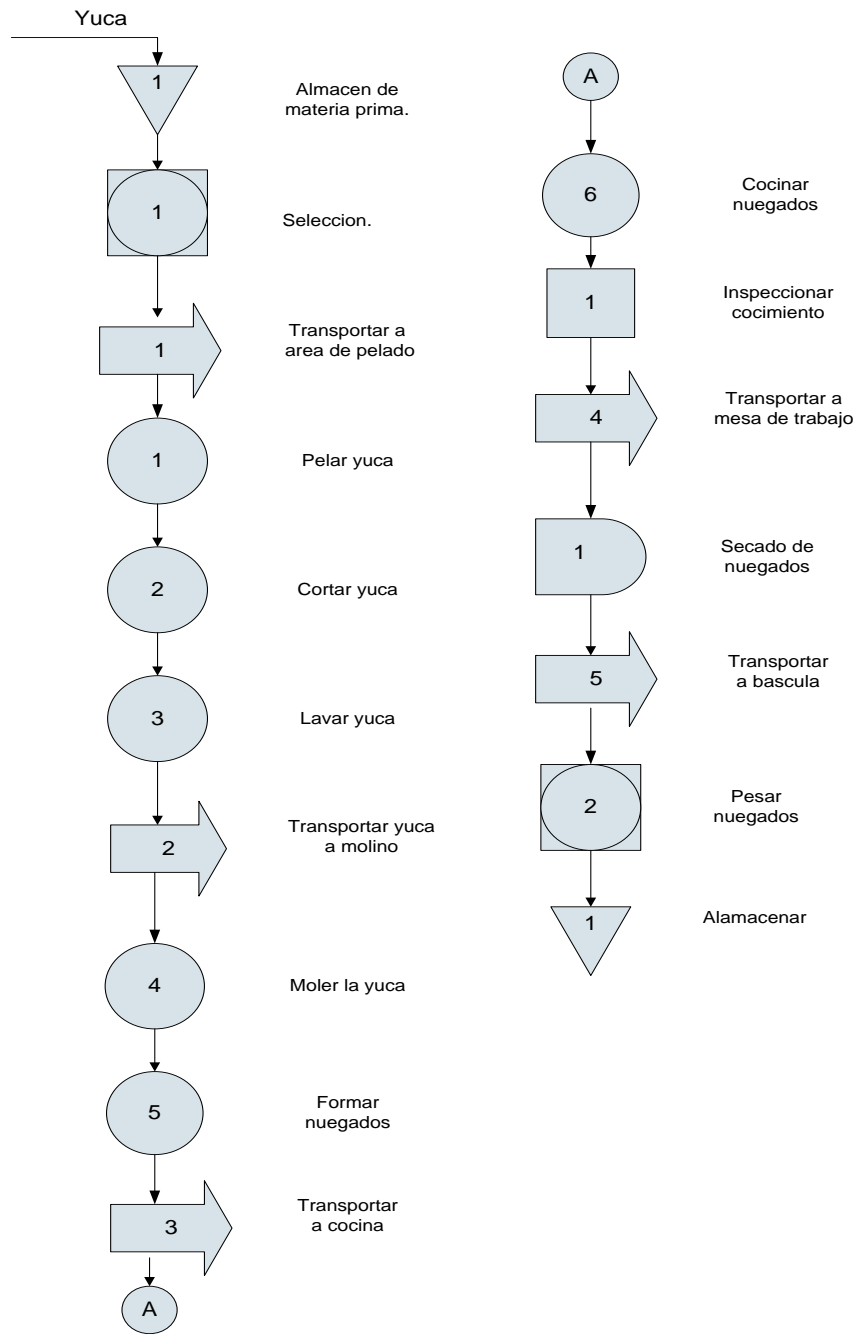 Yuca
1
Almacen de
materia prima.
1
Seleccion.
1
Transportar a
area de pelado
1
Pelar yuca
2
Cortar yuca
3
Lavar yuca
2
Transportar yuca
a molino
4
Moler la yuca
5
Formar
nuegados
3
Transportar
a cocina
A
A
6
Cocinar
nuegados
1
Inspeccionar
cocimiento
4
Transportar a
mesa de trabajo
1
Secado de
nuegados
5
Transportar
a bascula
2
Pesar
nuegados
1
Alamacenar